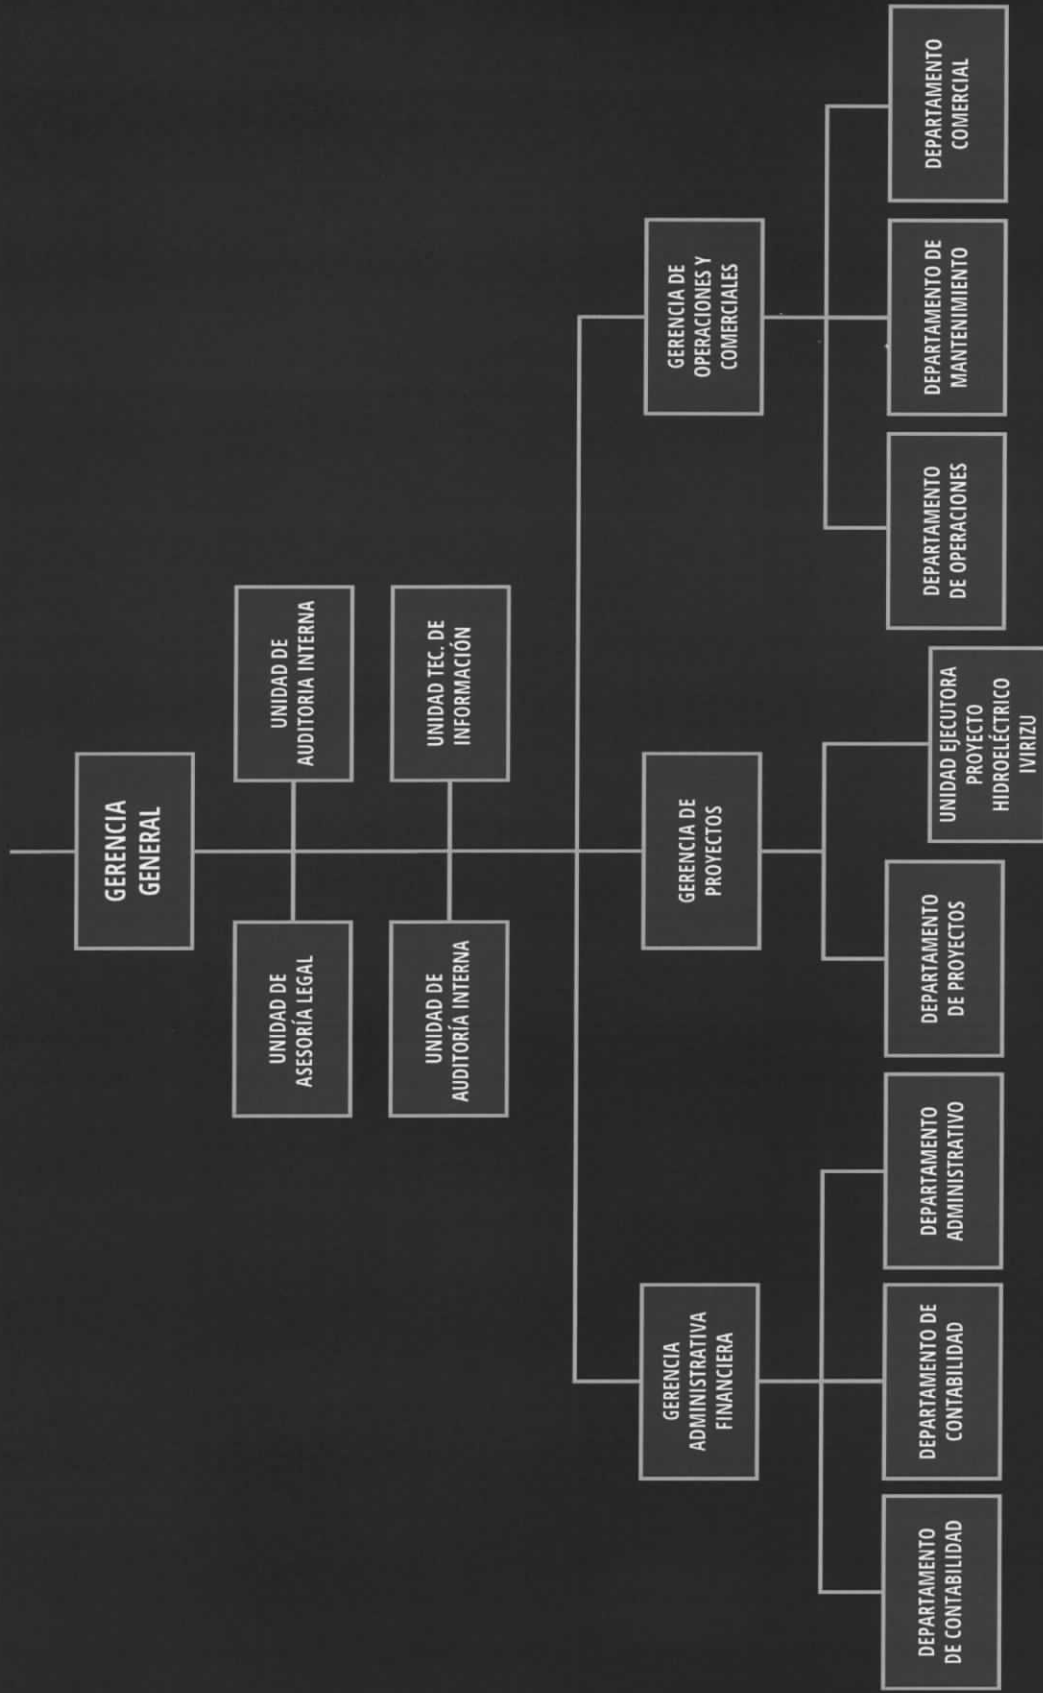 GERENCIA
GENERAL
UNIDAD DE
ASESORÍA LEGAL
UNIDAD DE
AUDITORIA INTERNA
UNIDAD DE
AUDITORÍA INTERNA
UNIDAD TEC. DE
INFORMACIÓN
GERENCIA
ADMINISTRATIVA
FINANCIERA
GERENCIA DE
PROYECTOS
GERENCIA DE
OPERACIONES Y
COMERCIALES
DEPARTAMENTO
DE CONTABILIDAD
DEPARTAMENTO DE
CONTABILIDAD
DEPARTAMENTO
ADMINISTRATIVO
DEPARTAMENTO
DE PROYECTOS
UNIDAD EJECUTORA
PROYECTO
HIDROELÉCTRICO
IVIRIZU
DEPARTAMENTO
DE OPERACIONES
DEPARTAMENTO DE
MANTENIMIENTO
DEPARTAMENTO
COMERCIAL